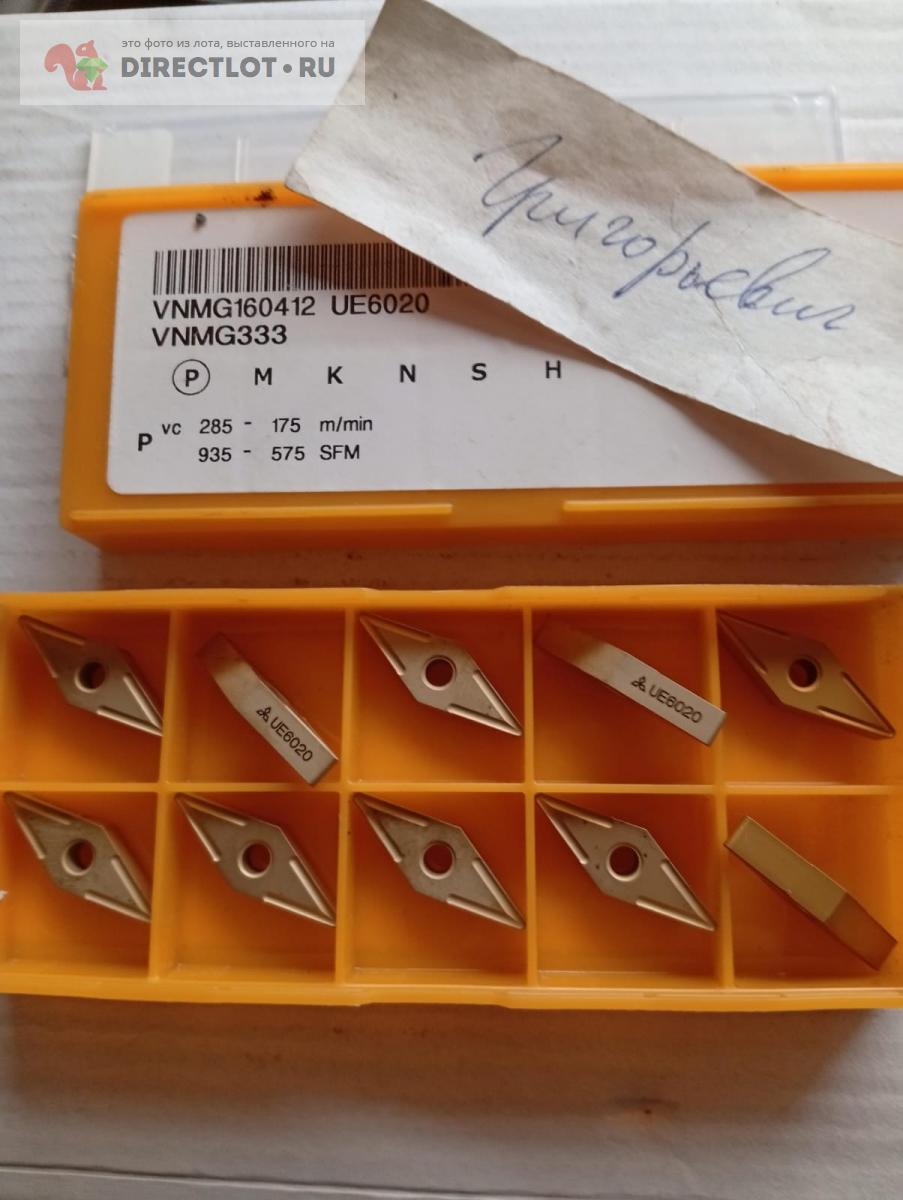 это фото из лота, выставленного на
DIRECTLOT.RU
Григорьевич
VNMG160412 UE6020
VNMG333
P M K N S H
P vc 285 - 175 m/min
935 - 575 SFM
UE6020
UE6020